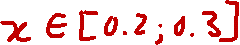 x ∈ [0.2; 0.3]